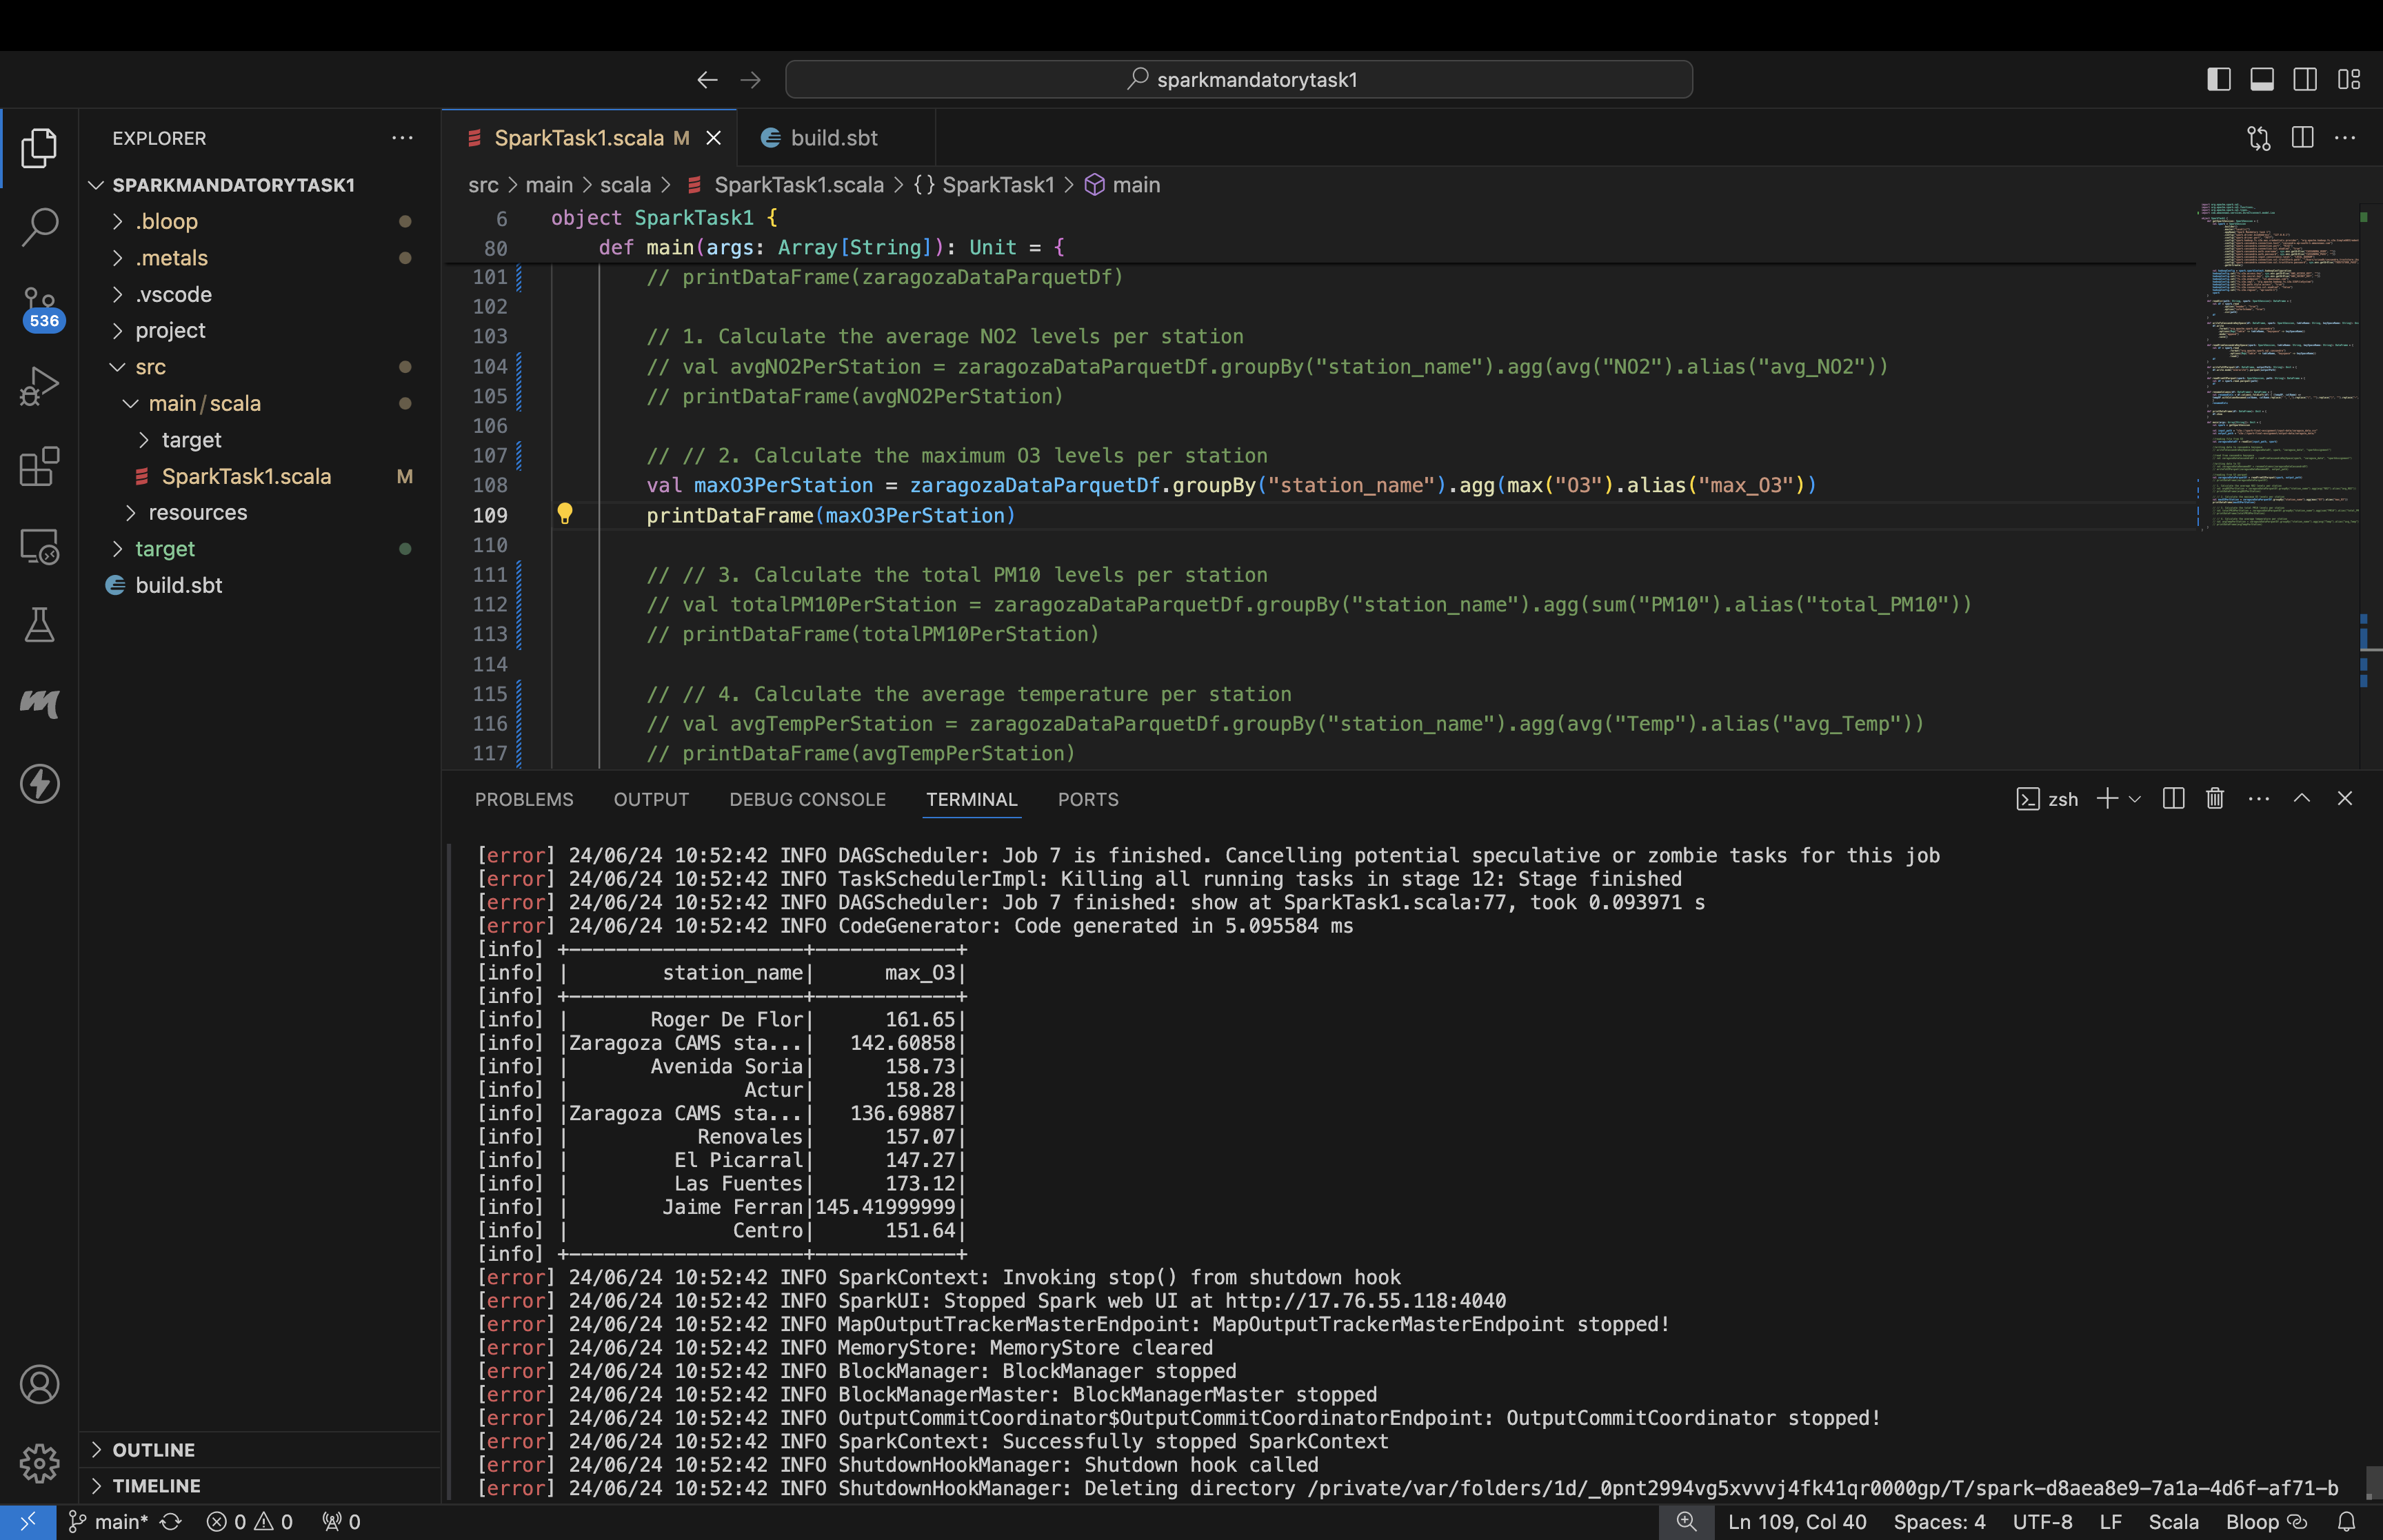 sparkmandatorytask1
EXPLORER
SPARKMANDATORYTASK1
.bloop
.metals
.vscode
project
src
main/scala
target
SparkTask1.scala M
resources
target
build.sbt
536
OUTLINE
TIMELINE
SparkTask1.scala M
build.sbt
src > main > scala > SparkTask1.scala > {} SparkTask1 > main
6 object SparkTask1 {
80 def main(args: Array[String]): Unit = {
101 // printDataFrame(zaragozaDataParquetDf)
102
103 // 1. Calculate the average NO2 levels per station
104 // val avgNO2PerStation = zaragozaDataParquetDf.groupBy("station_name").agg(avg("NO2").alias("avg_NO2"))
105 // printDataFrame(avgNO2PerStation)
106
107 // // 2. Calculate the maximum O3 levels per station
108 val maxO3PerStation = zaragozaDataParquetDf.groupBy("station_name").agg(max("O3").alias("max_O3"))
109 printDataFrame(maxO3PerStation)
110
111 // // 3. Calculate the total PM10 levels per station
112 // val totalPM10PerStation = zaragozaDataParquetDf.groupBy("station_name").agg(sum("PM10").alias("total_PM10"))
113 // printDataFrame(totalPM10PerStation)
114
115 // // 4. Calculate the average temperature per station
116 // val avgTempPerStation = zaragozaDataParquetDf.groupBy("station_name").agg(avg("Temp").alias("avg_Temp"))
117 // printDataFrame(avgTempPerStation)
PROBLEMS OUTPUT DEBUG CONSOLE TERMINAL PORTS
zsh
[error] 24/06/24 10:52:42 INFO DAGScheduler: Job 7 is finished. Cancelling potential speculative or zombie tasks for this job
[error] 24/06/24 10:52:42 INFO TaskSchedulerImpl: Killing all running tasks in stage 12: Stage finished
[error] 24/06/24 10:52:42 INFO DAGScheduler: Job 7 finished: show at SparkTask1.scala:77, took 0.093971 s
[error] 24/06/24 10:52:42 INFO CodeGenerator: Code generated in 5.095584 ms
[info] +--------------------+------------+
[info] |        station_name|      max_O3|
[info] +--------------------+------------+
[info] |       Roger De Flor|      161.65|
[info] |Zaragoza CAMS sta...|   142.60858|
[info] |       Avenida Soria|      158.73|
[info] |               Actur|      158.28|
[info] |Zaragoza CAMS sta...|   136.69887|
[info] |           Renovales|      157.07|
[info] |         El Picarral|      147.27|
[info] |         Las Fuentes|      173.12|
[info] |        Jaime Ferran|145.41999999|
[info] |              Centro|      151.64|
[info] +--------------------+------------+
[error] 24/06/24 10:52:42 INFO SparkContext: Invoking stop() from shutdown hook
[error] 24/06/24 10:52:42 INFO SparkUI: Stopped Spark web UI at http://17.76.55.118:4040
[error] 24/06/24 10:52:42 INFO MapOutputTrackerMasterEndpoint: MapOutputTrackerMasterEndpoint stopped!
[error] 24/06/24 10:52:42 INFO MemoryStore: MemoryStore cleared
[error] 24/06/24 10:52:42 INFO BlockManager: BlockManager stopped
[error] 24/06/24 10:52:42 INFO BlockManagerMaster: BlockManagerMaster stopped
[error] 24/06/24 10:52:42 INFO OutputCommitCoordinator$OutputCommitCoordinatorEndpoint: OutputCommitCoordinator stopped!
[error] 24/06/24 10:52:42 INFO SparkContext: Successfully stopped SparkContext
[error] 24/06/24 10:52:42 INFO ShutdownHookManager: Shutdown hook called
[error] 24/06/24 10:52:42 INFO ShutdownHookManager: Deleting directory /private/var/folders/1d/_0pnt2994vg5xvvvj4fk41qr0000gp/T/spark-d8aea8e9-7a1a-4d6f-af71-b
main* 0 0 0 Ln 109, Col 40 Spaces: 4 UTF-8 LF Scala Bloop